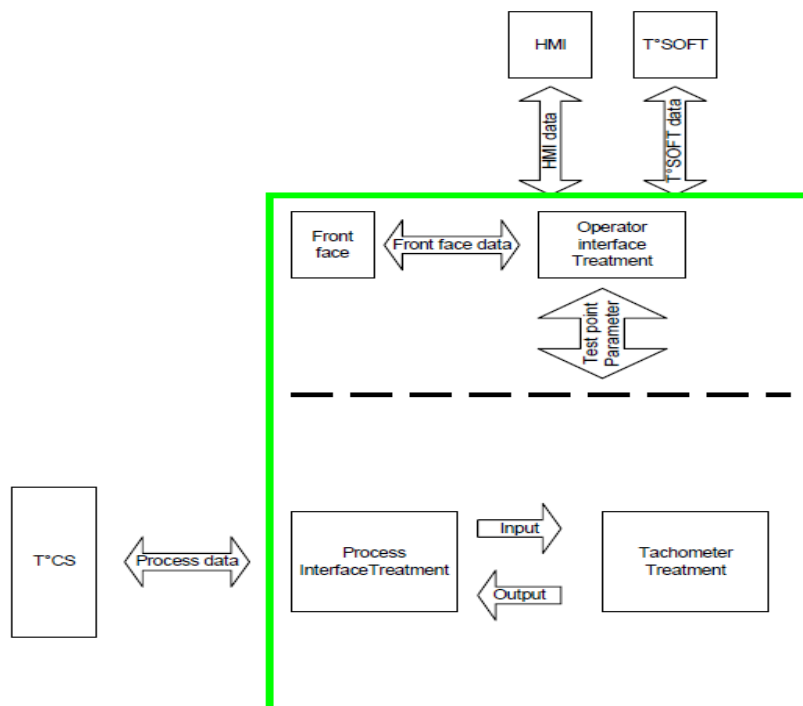 HMI
T°SOFT
HMI data
T°SOFT data
Front
face
Front face data
Operator
interface
Treatment
Test point
Parameter
T°CS
Process data
Process
InterfaceTreatment
Input
Output
Tachometer
Treatment